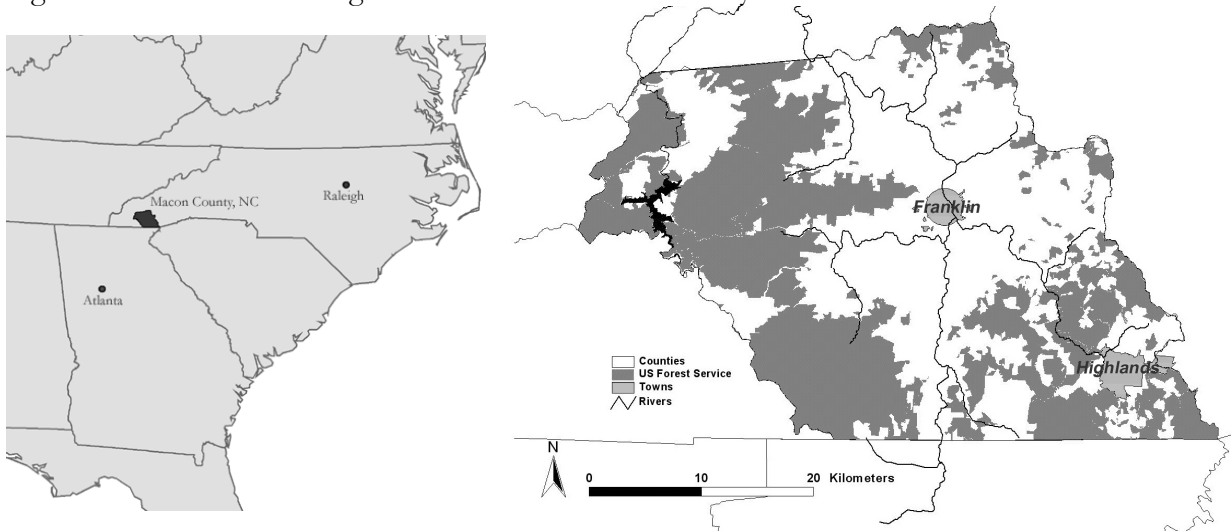 Macon County, NC
Raleigh
Atlanta
Franklin
Highlands
Counties
US Forest Service
Towns
Rivers
N
0 10 20 Kilometers